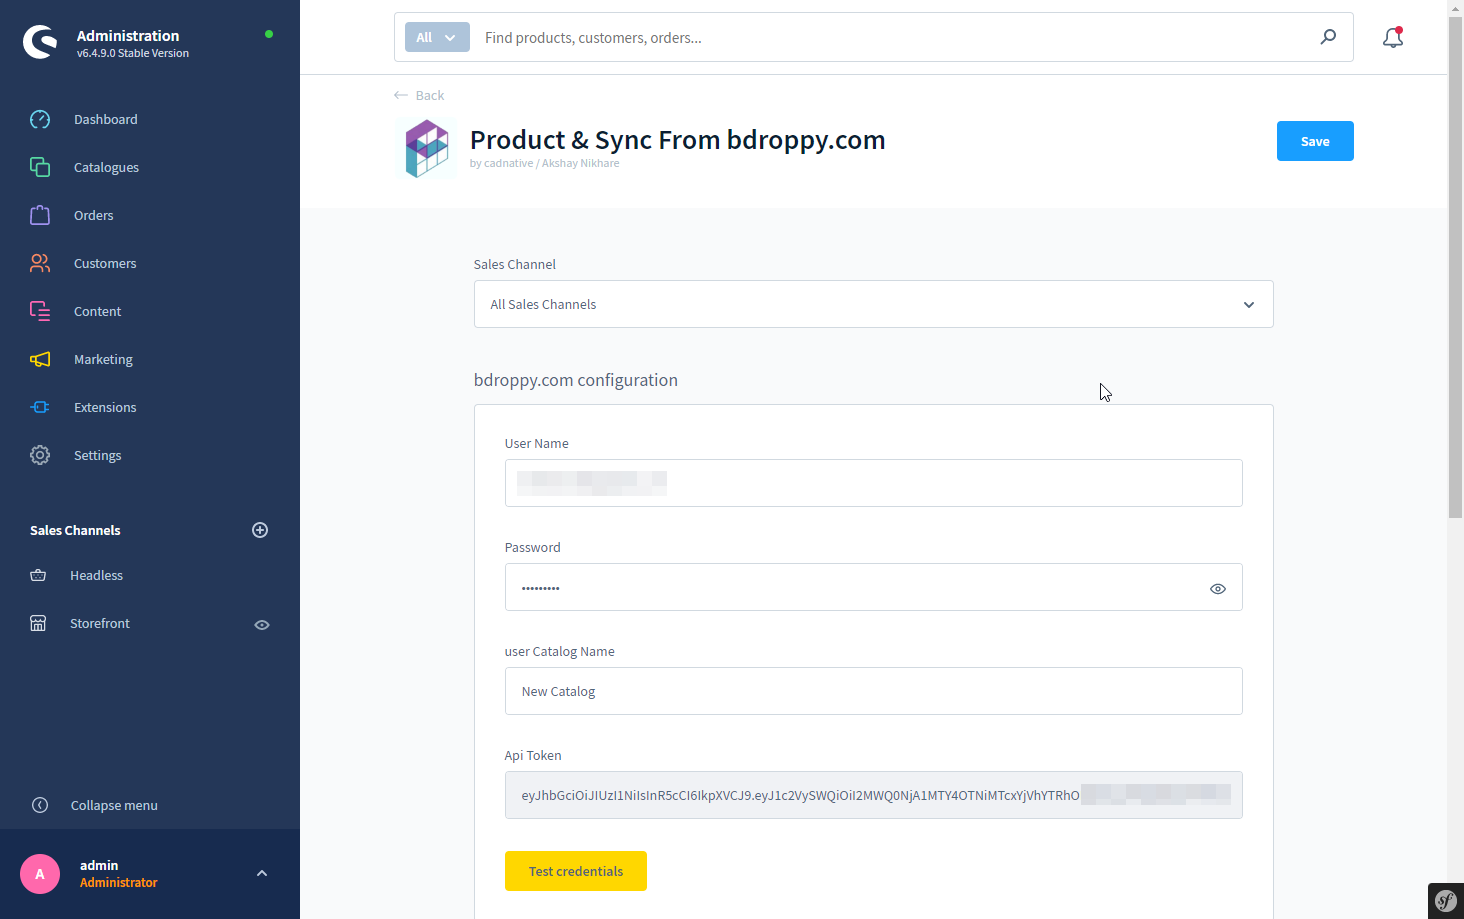 Administration
v6.4.9.0 Stable Version
Dashboard
Catalogues
Orders
Customers
Content
Marketing
Extensions
Settings
Sales Channels
Headless
Storefront
Collapse menu
A
admin
Administrator
All
Find products, customers, orders...
Back
Product & Sync From bdroppy.com
by cadnative / Akshay Nikhare
Save
Sales Channel
All Sales Channels
bdroppy.com configuration
User Name
Password
•••••••••
user Catalog Name
New Catalog
Api Token
eyJhbGciOiJIUzI1NiIsInR5cCI6IkpXVCJ9.eyJ1c2VySWQiOiI2MWQ0NjA1MTY4OTNiMTcxYjVhYTRhO
Test credentials
sf